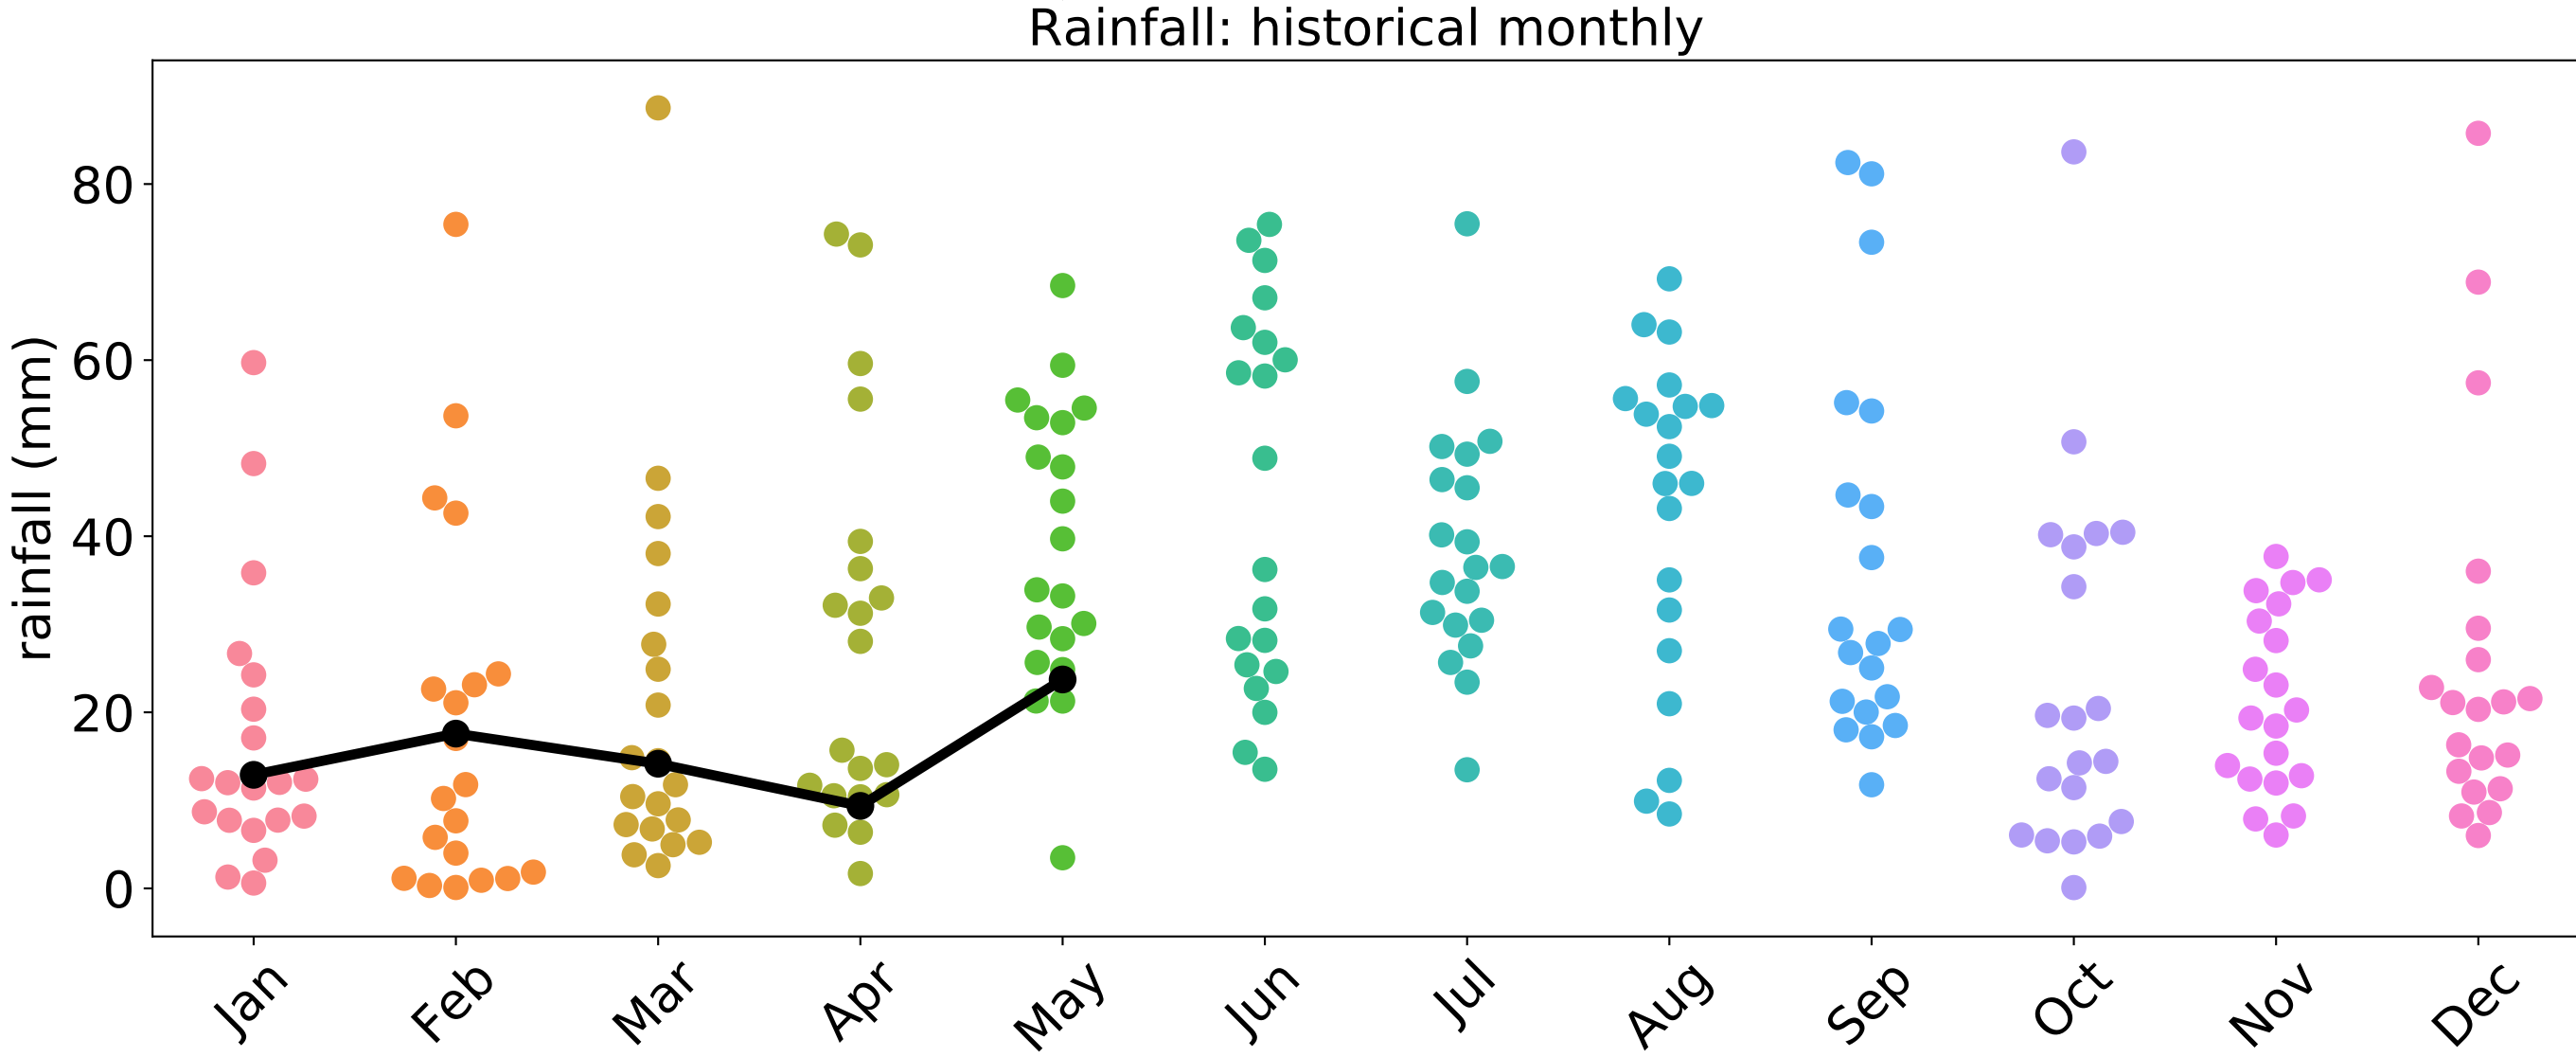 Rainfall: historical monthly
rainfall (mm)
80
60
40
20
0
Jan
Feb
Mar
Apr
May
Jun
Jul
Aug
Sep
Oct
Nov
Dec